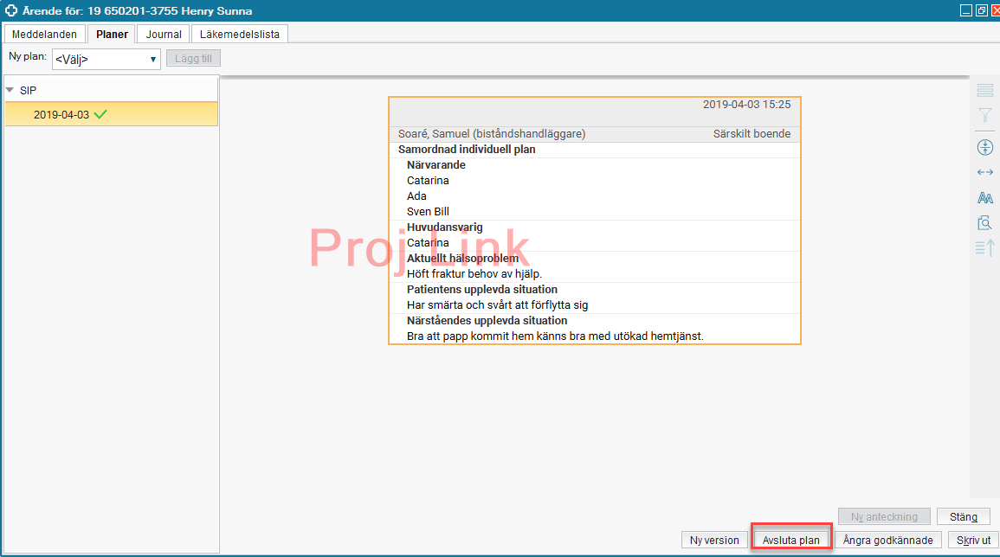 Ärende för: 19 650201-3755 Henry Sunna
Meddelanden Planer Journal Läkemedelslista
Ny plan: <Välj> Lägg till
SIP
2019-04-03
2019-04-03 15:25
Soaré, Samuel (biståndshandläggare) Särskilt boende
Samordnad individuell plan
Närvarande
Catarina
Ada
Sven Bill
Huvudansvarig
Catarina
Proj Link
Aktuellt hälsoproblem
Höft fraktur behov av hjälp.
Patientens upplevda situation
Har smärta och svårt att förflytta sig
Närståendes upplevda situation
Bra att papp kommit hem känns bra med utökad hemtjänst.
AA
Ny anteckning Stäng
Ny version Avsluta plan Ångra godkännade Skriv ut